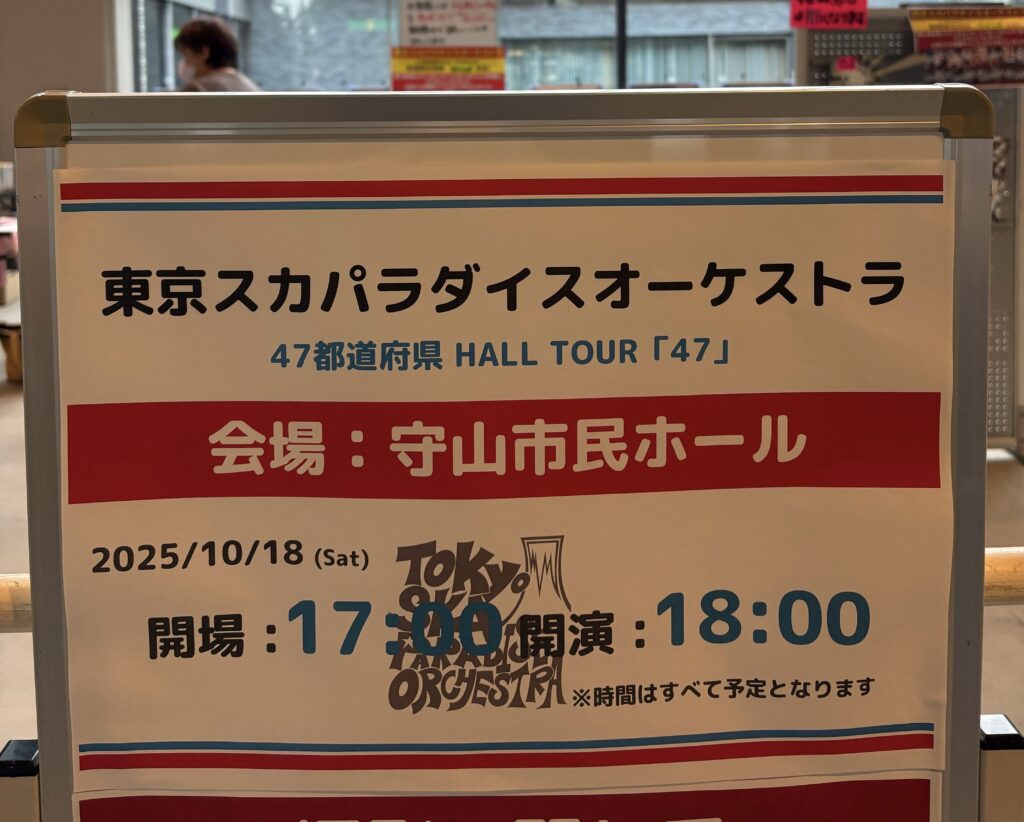 東京スカパラダイスオーケストラ
47都道府県 HALL TOUR「47」
会場：守山市民ホール
2025/10/18 (Sat)
TOKYO
SKA
PARADISE
ORCHESTRA
開場：17:00 開演：18:00
※時間はすべて予定となります